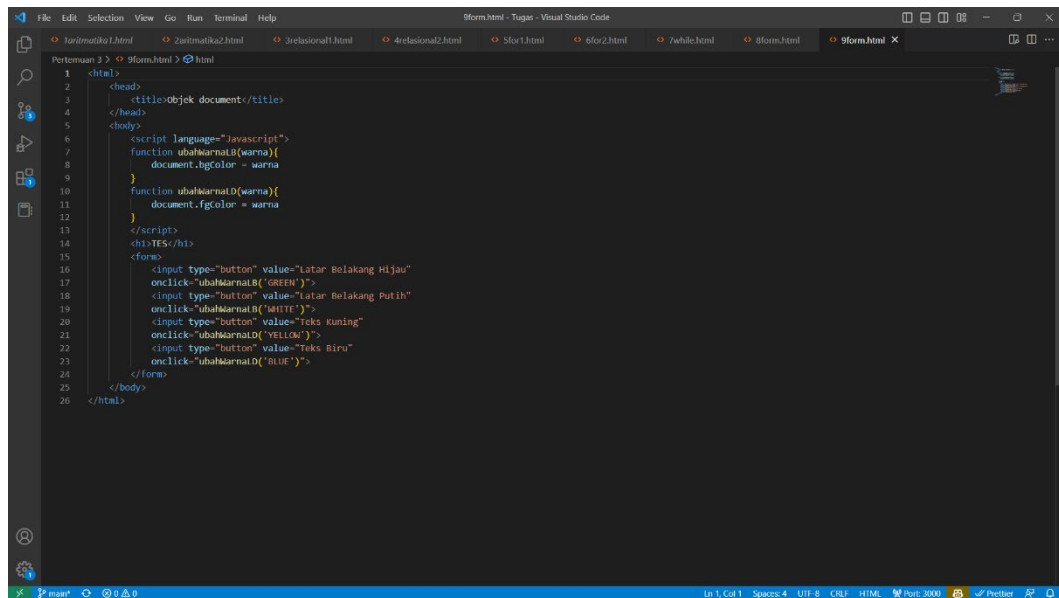 File Edit Selection View Go Run Terminal Help 9form.html - Tugas - Visual Studio Code
1aritmatika1.html 2aritmatika2.html 3relasional1.html 4relasional2.html 5for1.html 6for2.html 7while.html 8form.html 9form.html
Pertemuan 3 > 9form.html > html
1 <html>
2 <head>
3 <title>Objek document</title>
4 </head>
5 <body>
6 <script language="Javascript">
7 function ubahWarnaLB(warna){
8 document.bgColor = warna
9 }
10 function ubahWarnaLD(warna){
11 document.fgColor = warna
12 }
13 </script>
14 <h1>TES</h1>
15 <form>
16 <input type="button" value="Latar Belakang Hijau"
17 onclick="ubahWarnaLB('GREEN')">
18 <input type="button" value="Latar Belakang Putih"
19 onclick="ubahWarnaLB('WHITE')">
20 <input type="button" value="Teks Kuning"
21 onclick="ubahWarnaLD('YELLOW')">
22 <input type="button" value="Teks Biru"
23 onclick="ubahWarnaLD('BLUE')">
24 </form>
25 </body>
26 </html>
main* 0 0 Ln 1, Col 1 Spaces: 4 UTF-8 CRLF HTML Port: 3000 Prettier